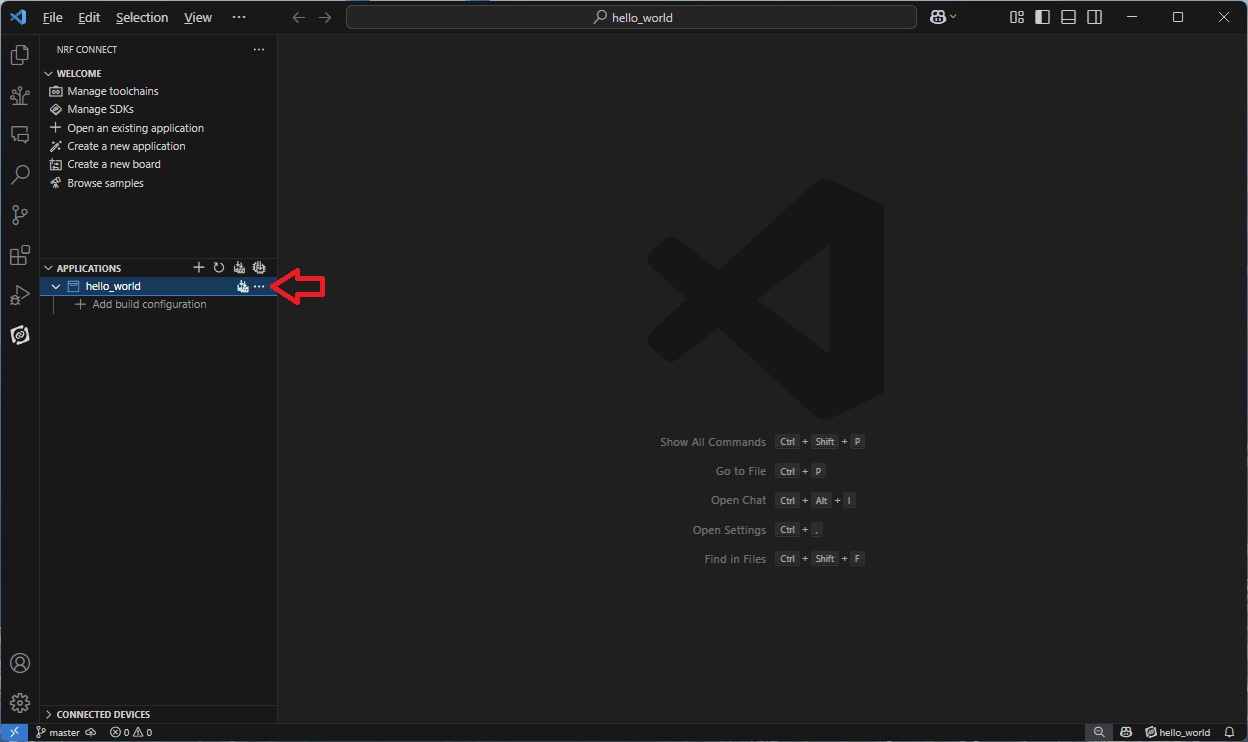 File Edit Selection View ···
hello_world
NRF CONNECT
WELCOME
Manage toolchains
Manage SDKs
Open an existing application
Create a new application
Create a new board
Browse samples
APPLICATIONS
hello_world
Add build configuration
Show All Commands Ctrl + Shift + P
Go to File Ctrl + P
Open Chat Ctrl + Alt + I
Open Settings Ctrl + ,
Find in Files Ctrl + Shift + F
CONNECTED DEVICES
master 0 0 hello_world